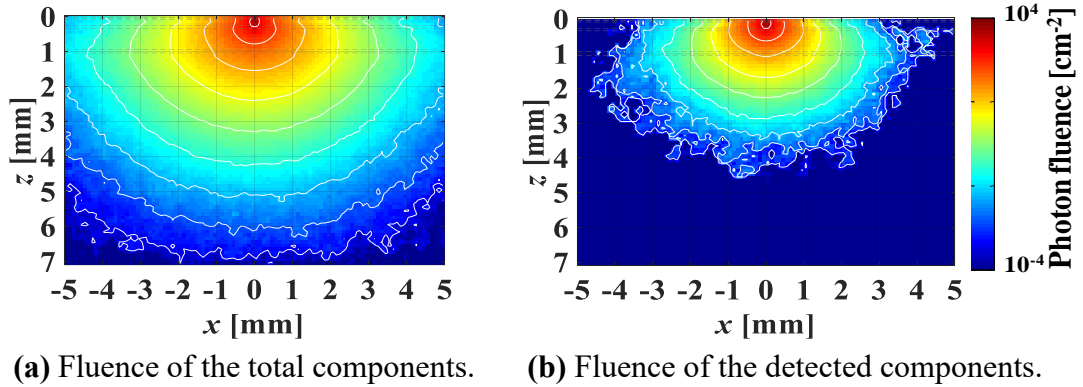 0
1
2
3
4
5
6
7
z [mm]
-5 -4 -3 -2 -1 0 1 2 3 4 5
x [mm]
(a) Fluence of the total components.
0
1
2
3
4
5
6
7
z [mm]
-5 -4 -3 -2 -1 0 1 2 3 4 5
x [mm]
(b) Fluence of the detected components.
10⁴
10⁻⁴
Photon fluence [cm⁻²]